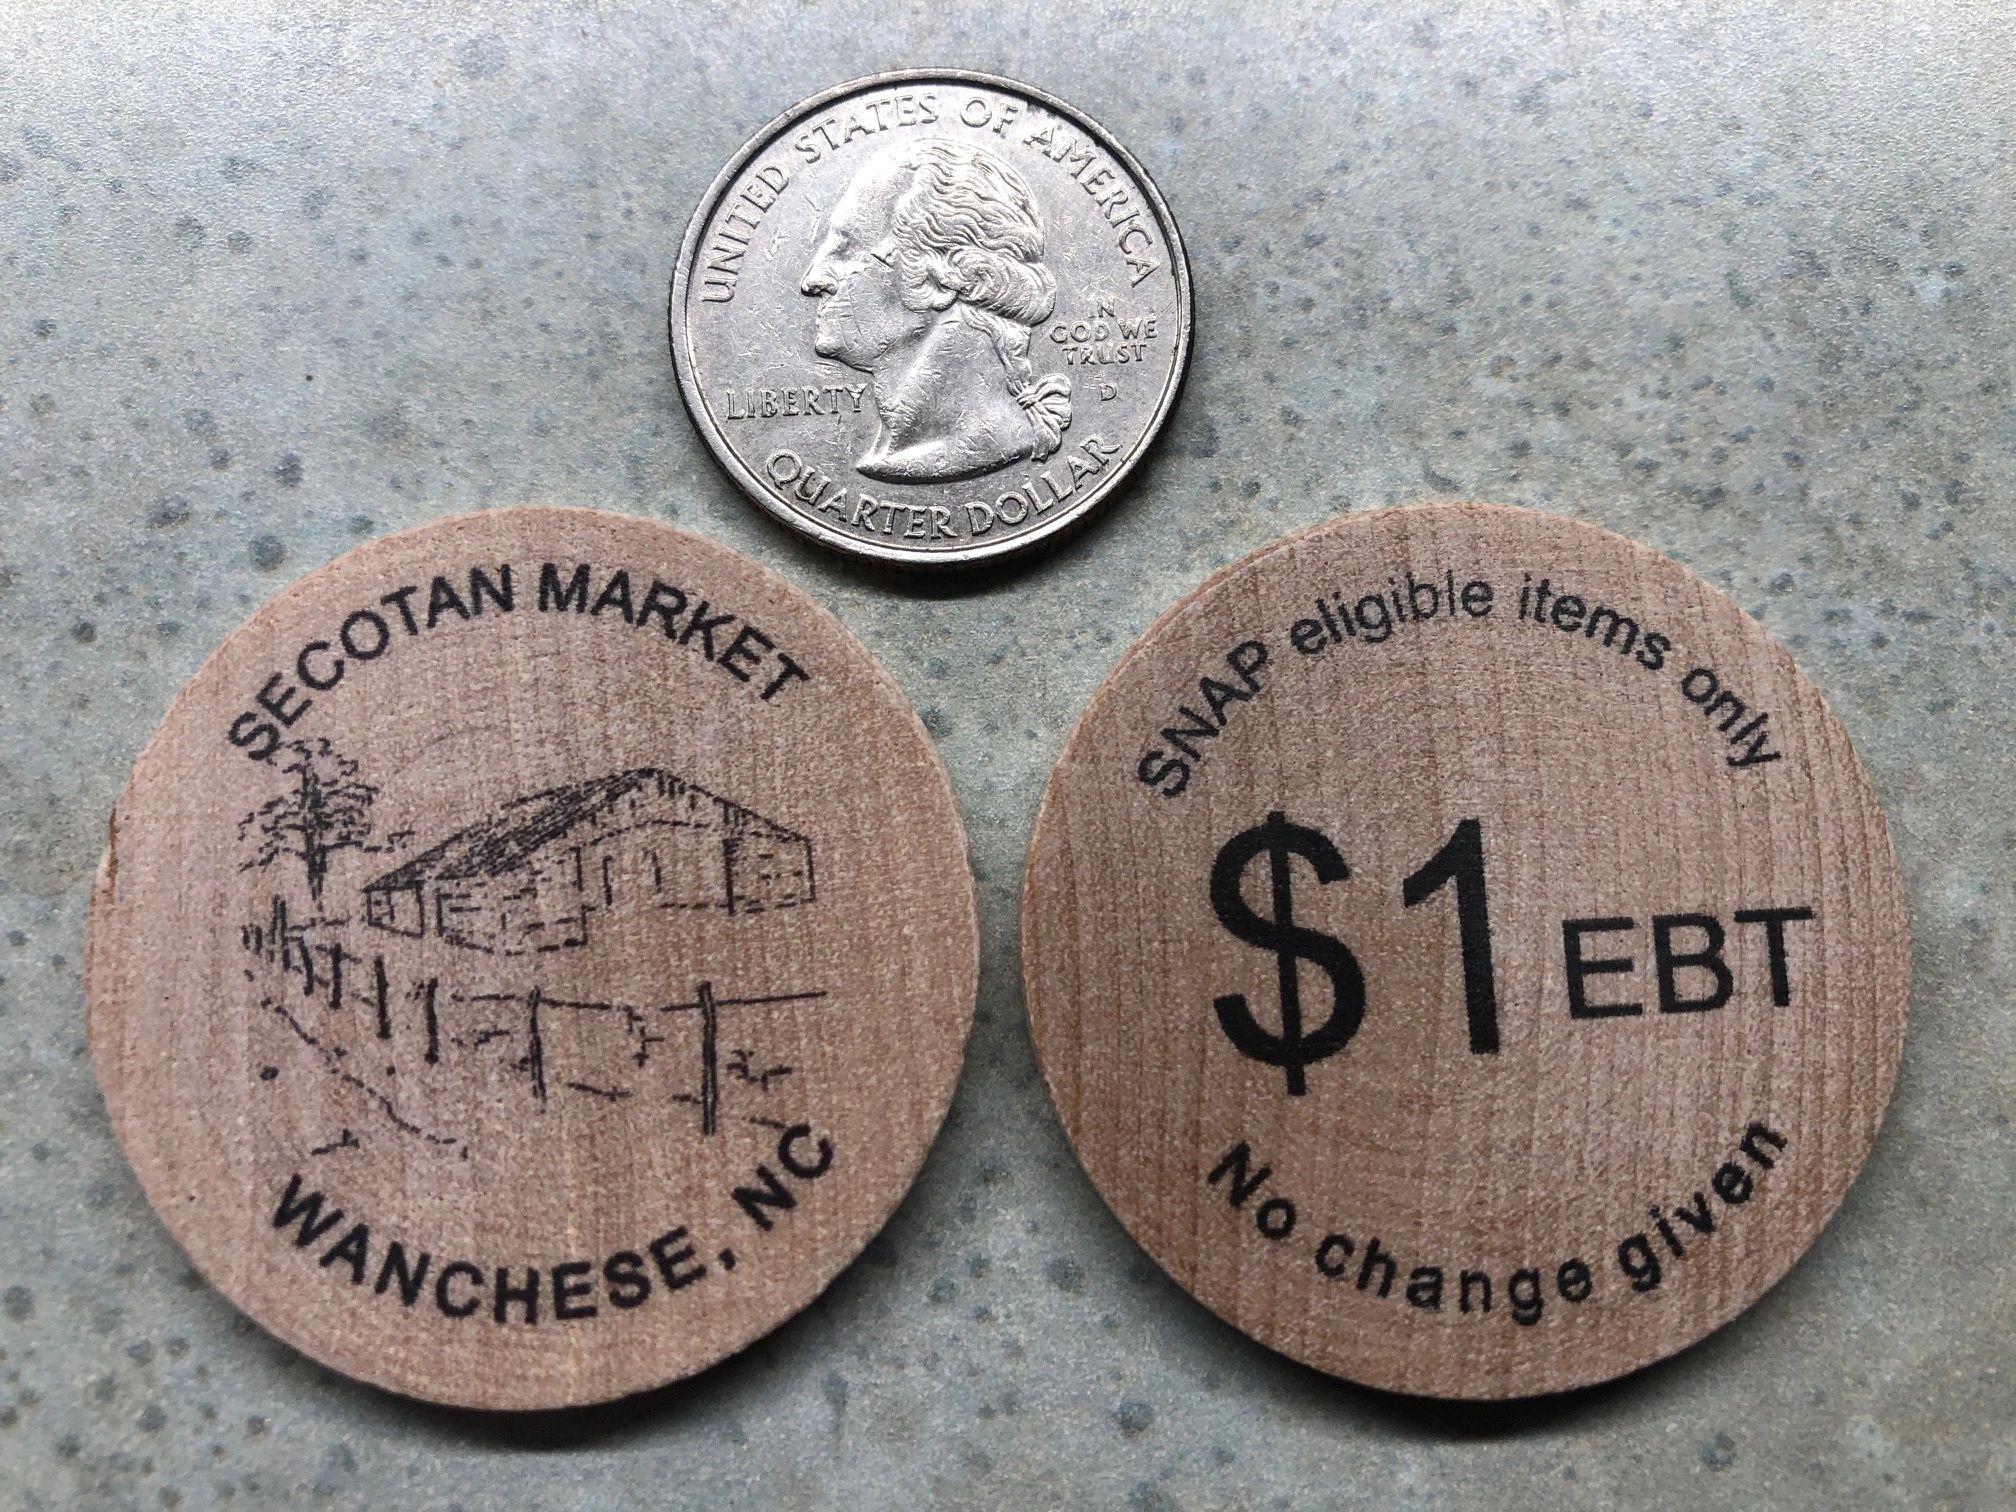 UNITED STATES OF AMERICA
IN
GOD WE
TRUST
LIBERTY
D
QUARTER DOLLAR
SECOTAN MARKET
WANCHESE, NC
SNAP eligible items only
$1 EBT
No change given